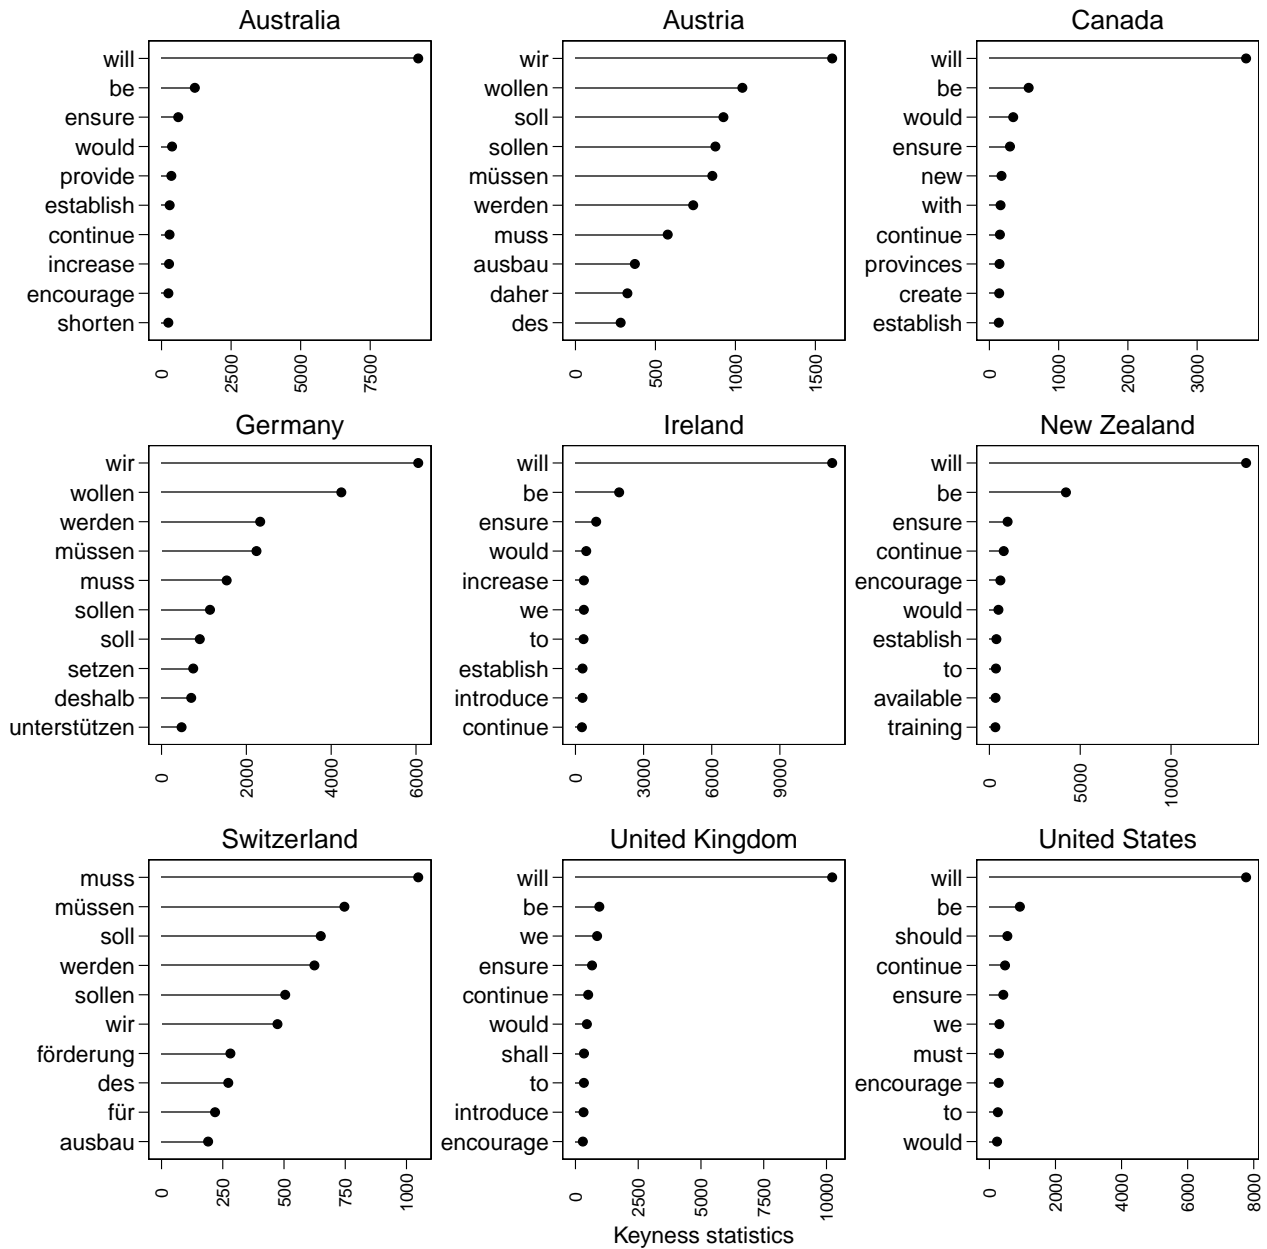 Australia
will
be
ensure
would
provide
establish
continue
increase
encourage
shorten
0 2500 5000 7500
Austria
wir
wollen
soll
sollen
müssen
werden
muss
ausbau
daher
des
0 500 1000 1500
Canada
will
be
would
ensure
new
with
continue
provinces
create
establish
0 1000 2000 3000
Germany
wir
wollen
werden
müssen
muss
sollen
soll
setzen
deshalb
unterstützen
0 2000 4000 6000
Ireland
will
be
ensure
would
increase
we
to
establish
introduce
continue
0 3000 6000 9000
New Zealand
will
be
ensure
continue
encourage
would
establish
to
available
training
0 5000 10000
Switzerland
muss
müssen
soll
werden
sollen
wir
förderung
des
für
ausbau
0 250 500 750 1000
United Kingdom
will
be
we
ensure
continue
would
shall
to
introduce
encourage
0 2500 5000 7500 10000
United States
will
be
should
continue
ensure
we
must
encourage
to
would
0 2000 4000 6000 8000
Keyness statistics